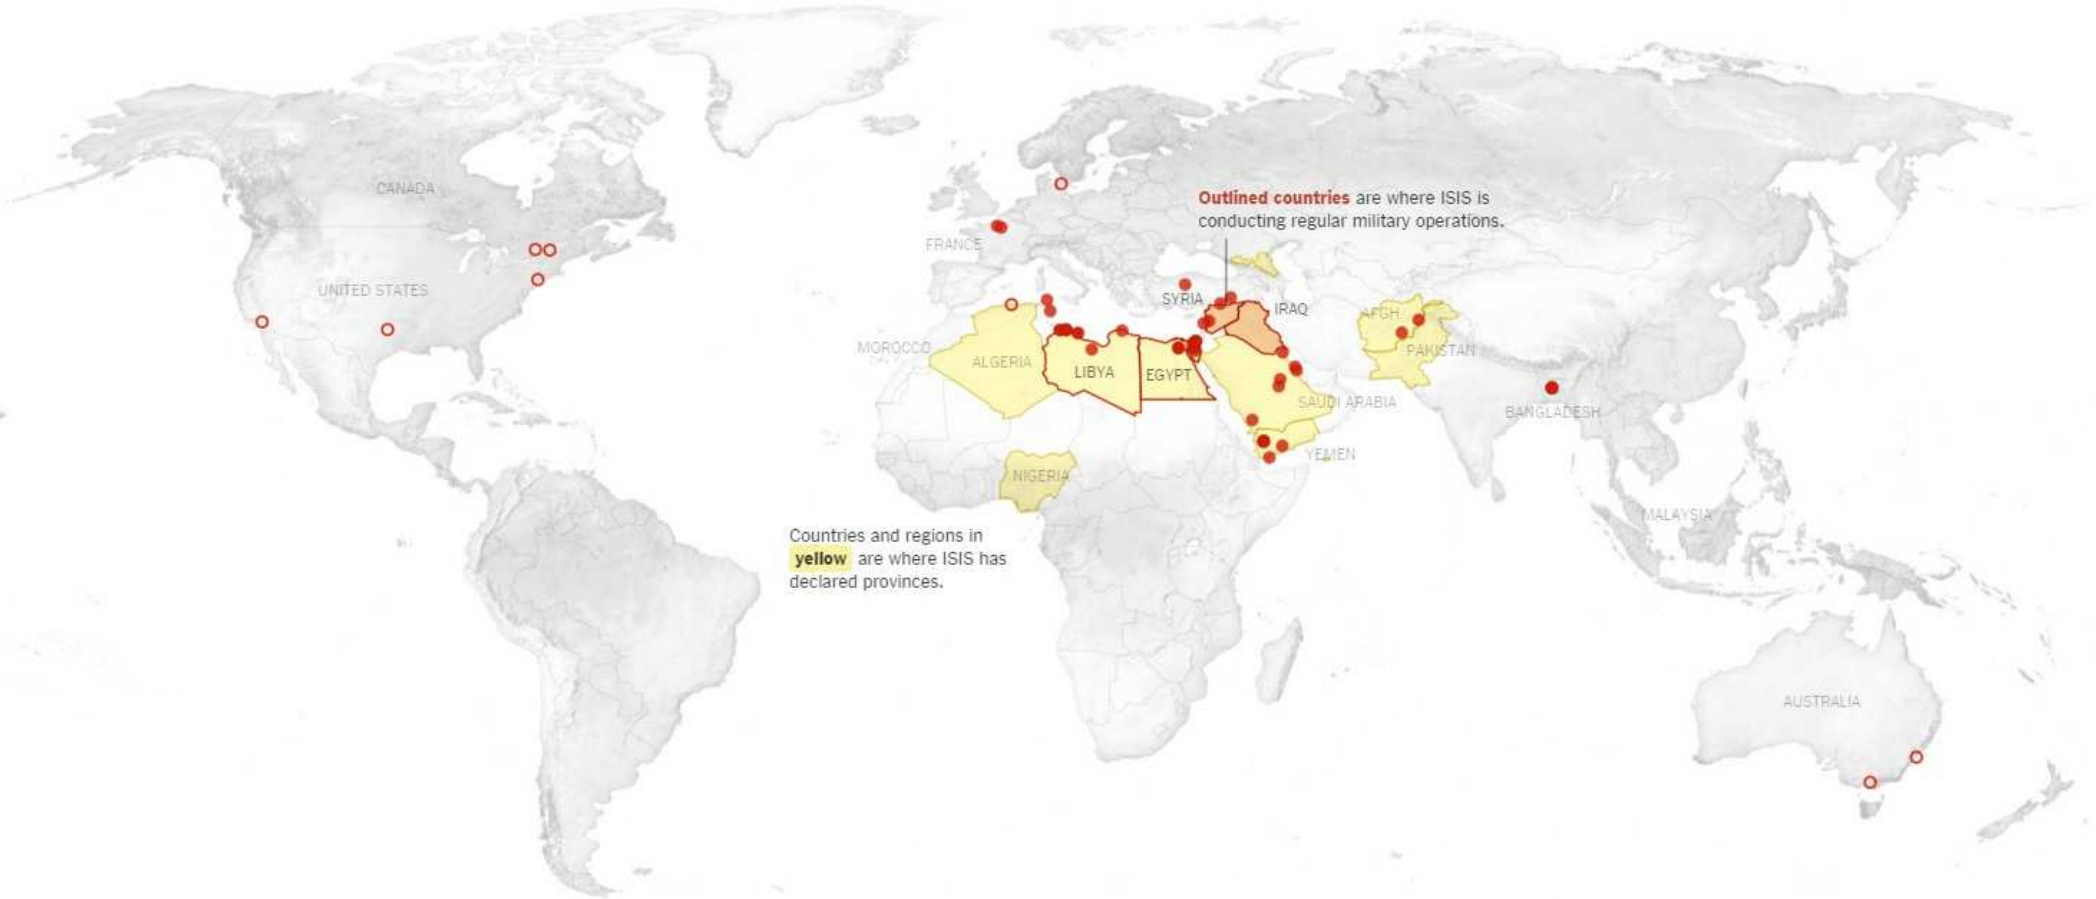 CANADA
Outlined countries are where ISIS is
conducting regular military operations.
FRANCE
UNITED STATES
SYRIA
IRAQ
AFGH.
MOROCCO
ALGERIA
LIBYA
EGYPT
PAKISTAN
SAUDI ARABIA
BANGLADESH
YEMEN
NIGERIA
MALAYSIA
Countries and regions in
yellow are where ISIS has
declared provinces.
AUSTRALIA